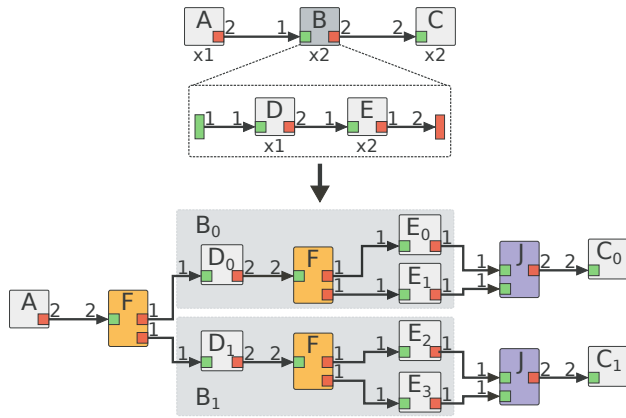 A 2 1 B 2 2 C
x1 x2 x2
1 1 D 2 1 E 1 2
x1 x2
B0
D0 2 2 F 1 1 E0 1 1 J 2 2 C0
1 1 1 E1 1 1
A 2 2 F 1
1
D1 2 2 F 1 1 E2 1 1 J 2 2 C1
1 1 1 E3 1 1
B1